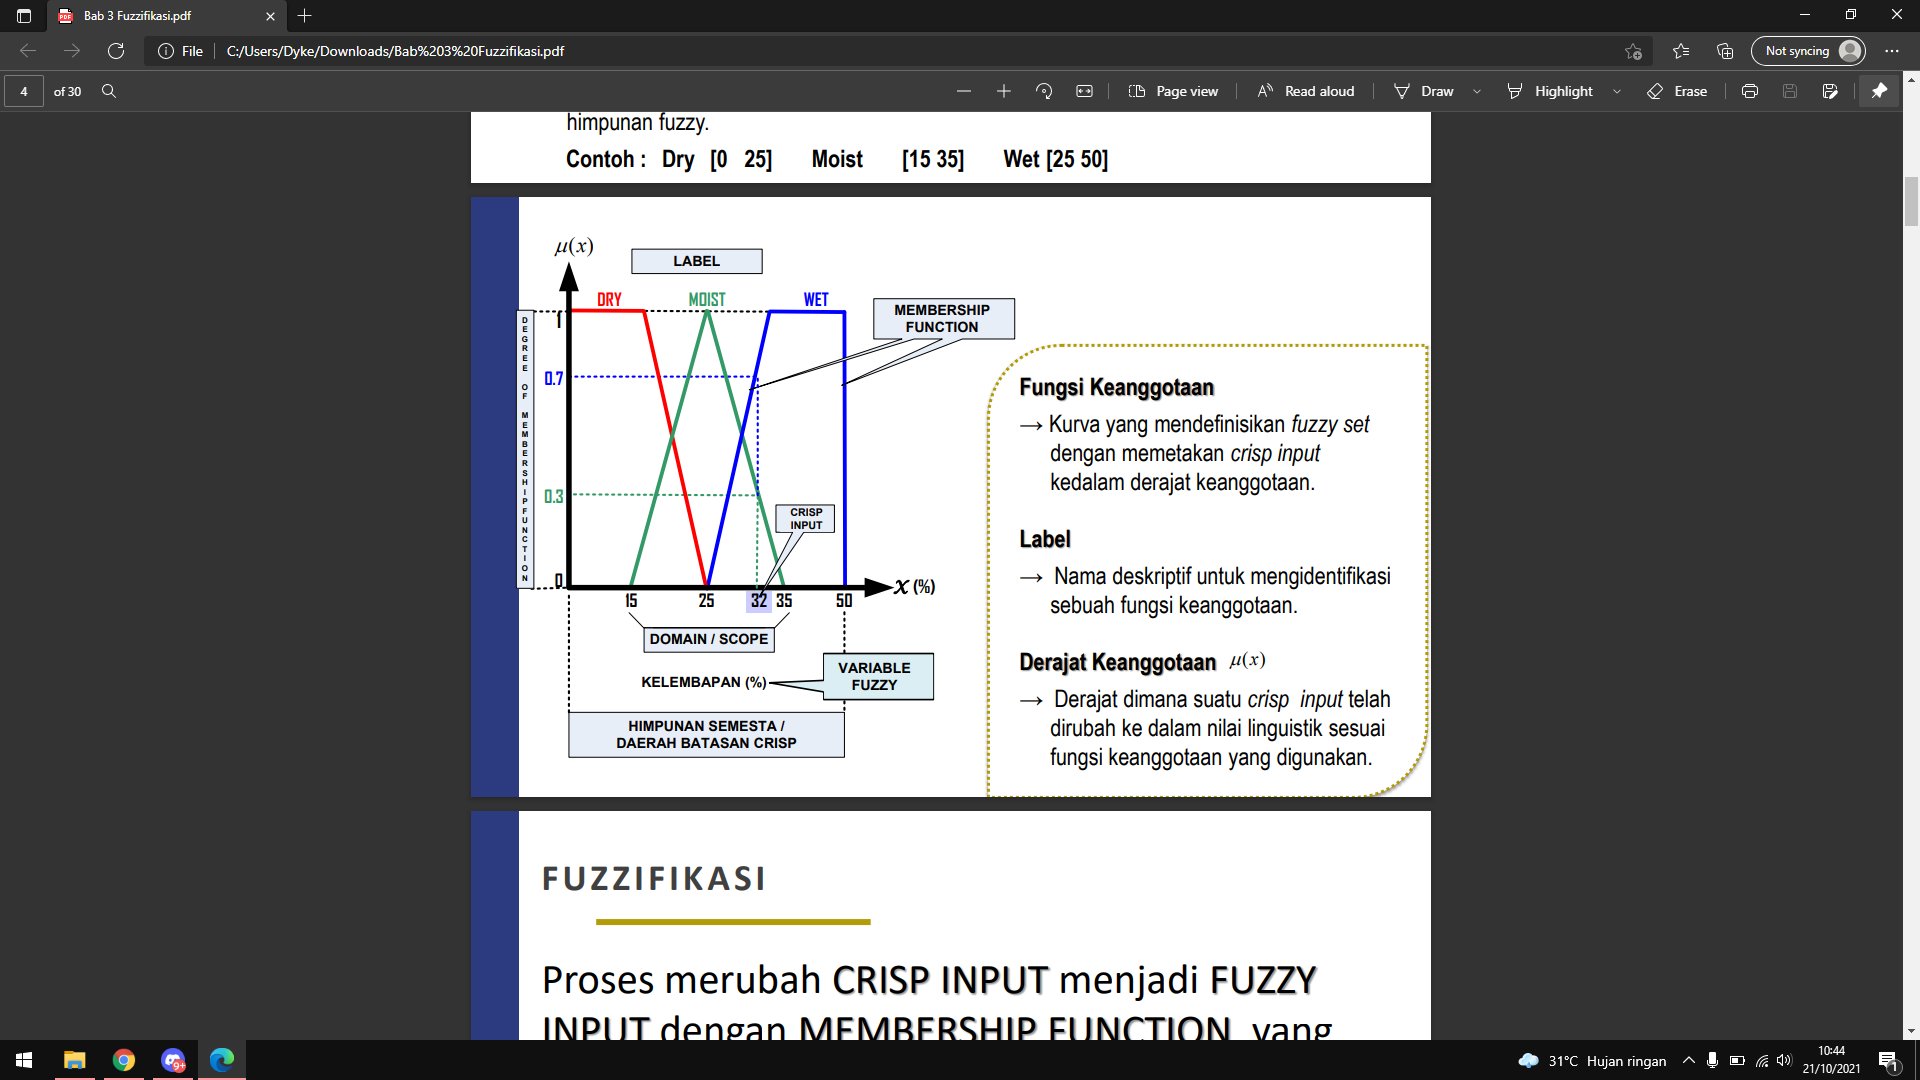 Bab 3 Fuzzifikasi.pdf
File
C:/Users/Dyke/Downloads/Bab%203%20Fuzzifikasi.pdf
Not syncing
4 of 30
Page view
Read aloud
Draw
Highlight
Erase
himpunan fuzzy.
Contoh : Dry [0 25] Moist [15 35] Wet [25 50]
μ(x)
LABEL
DRY MOIST WET
MEMBERSHIP
FUNCTION
DEGREE OF MEMBERSHIPFUNCTION
1
0.7
0.3
0
CRISP
INPUT
15 25 32 35 50
x (%)
DOMAIN / SCOPE
KELEMBAPAN (%)
VARIABLE
FUZZY
HIMPUNAN SEMESTA /
DAERAH BATASAN CRISP
Fungsi Keanggotaan
→ Kurva yang mendefinisikan fuzzy set
dengan memetakan crisp input
kedalam derajat keanggotaan.
Label
→ Nama deskriptif untuk mengidentifikasi
sebuah fungsi keanggotaan.
Derajat Keanggotaan μ(x)
→ Derajat dimana suatu crisp input telah
dirubah ke dalam nilai linguistik sesuai
fungsi keanggotaan yang digunakan.
FUZZIFIKASI
Proses merubah CRISP INPUT menjadi FUZZY
INPUT dengan MEMBERSHIP FUNCTION yang
9+
31°C Hujan ringan
10:44
21/10/2021
1